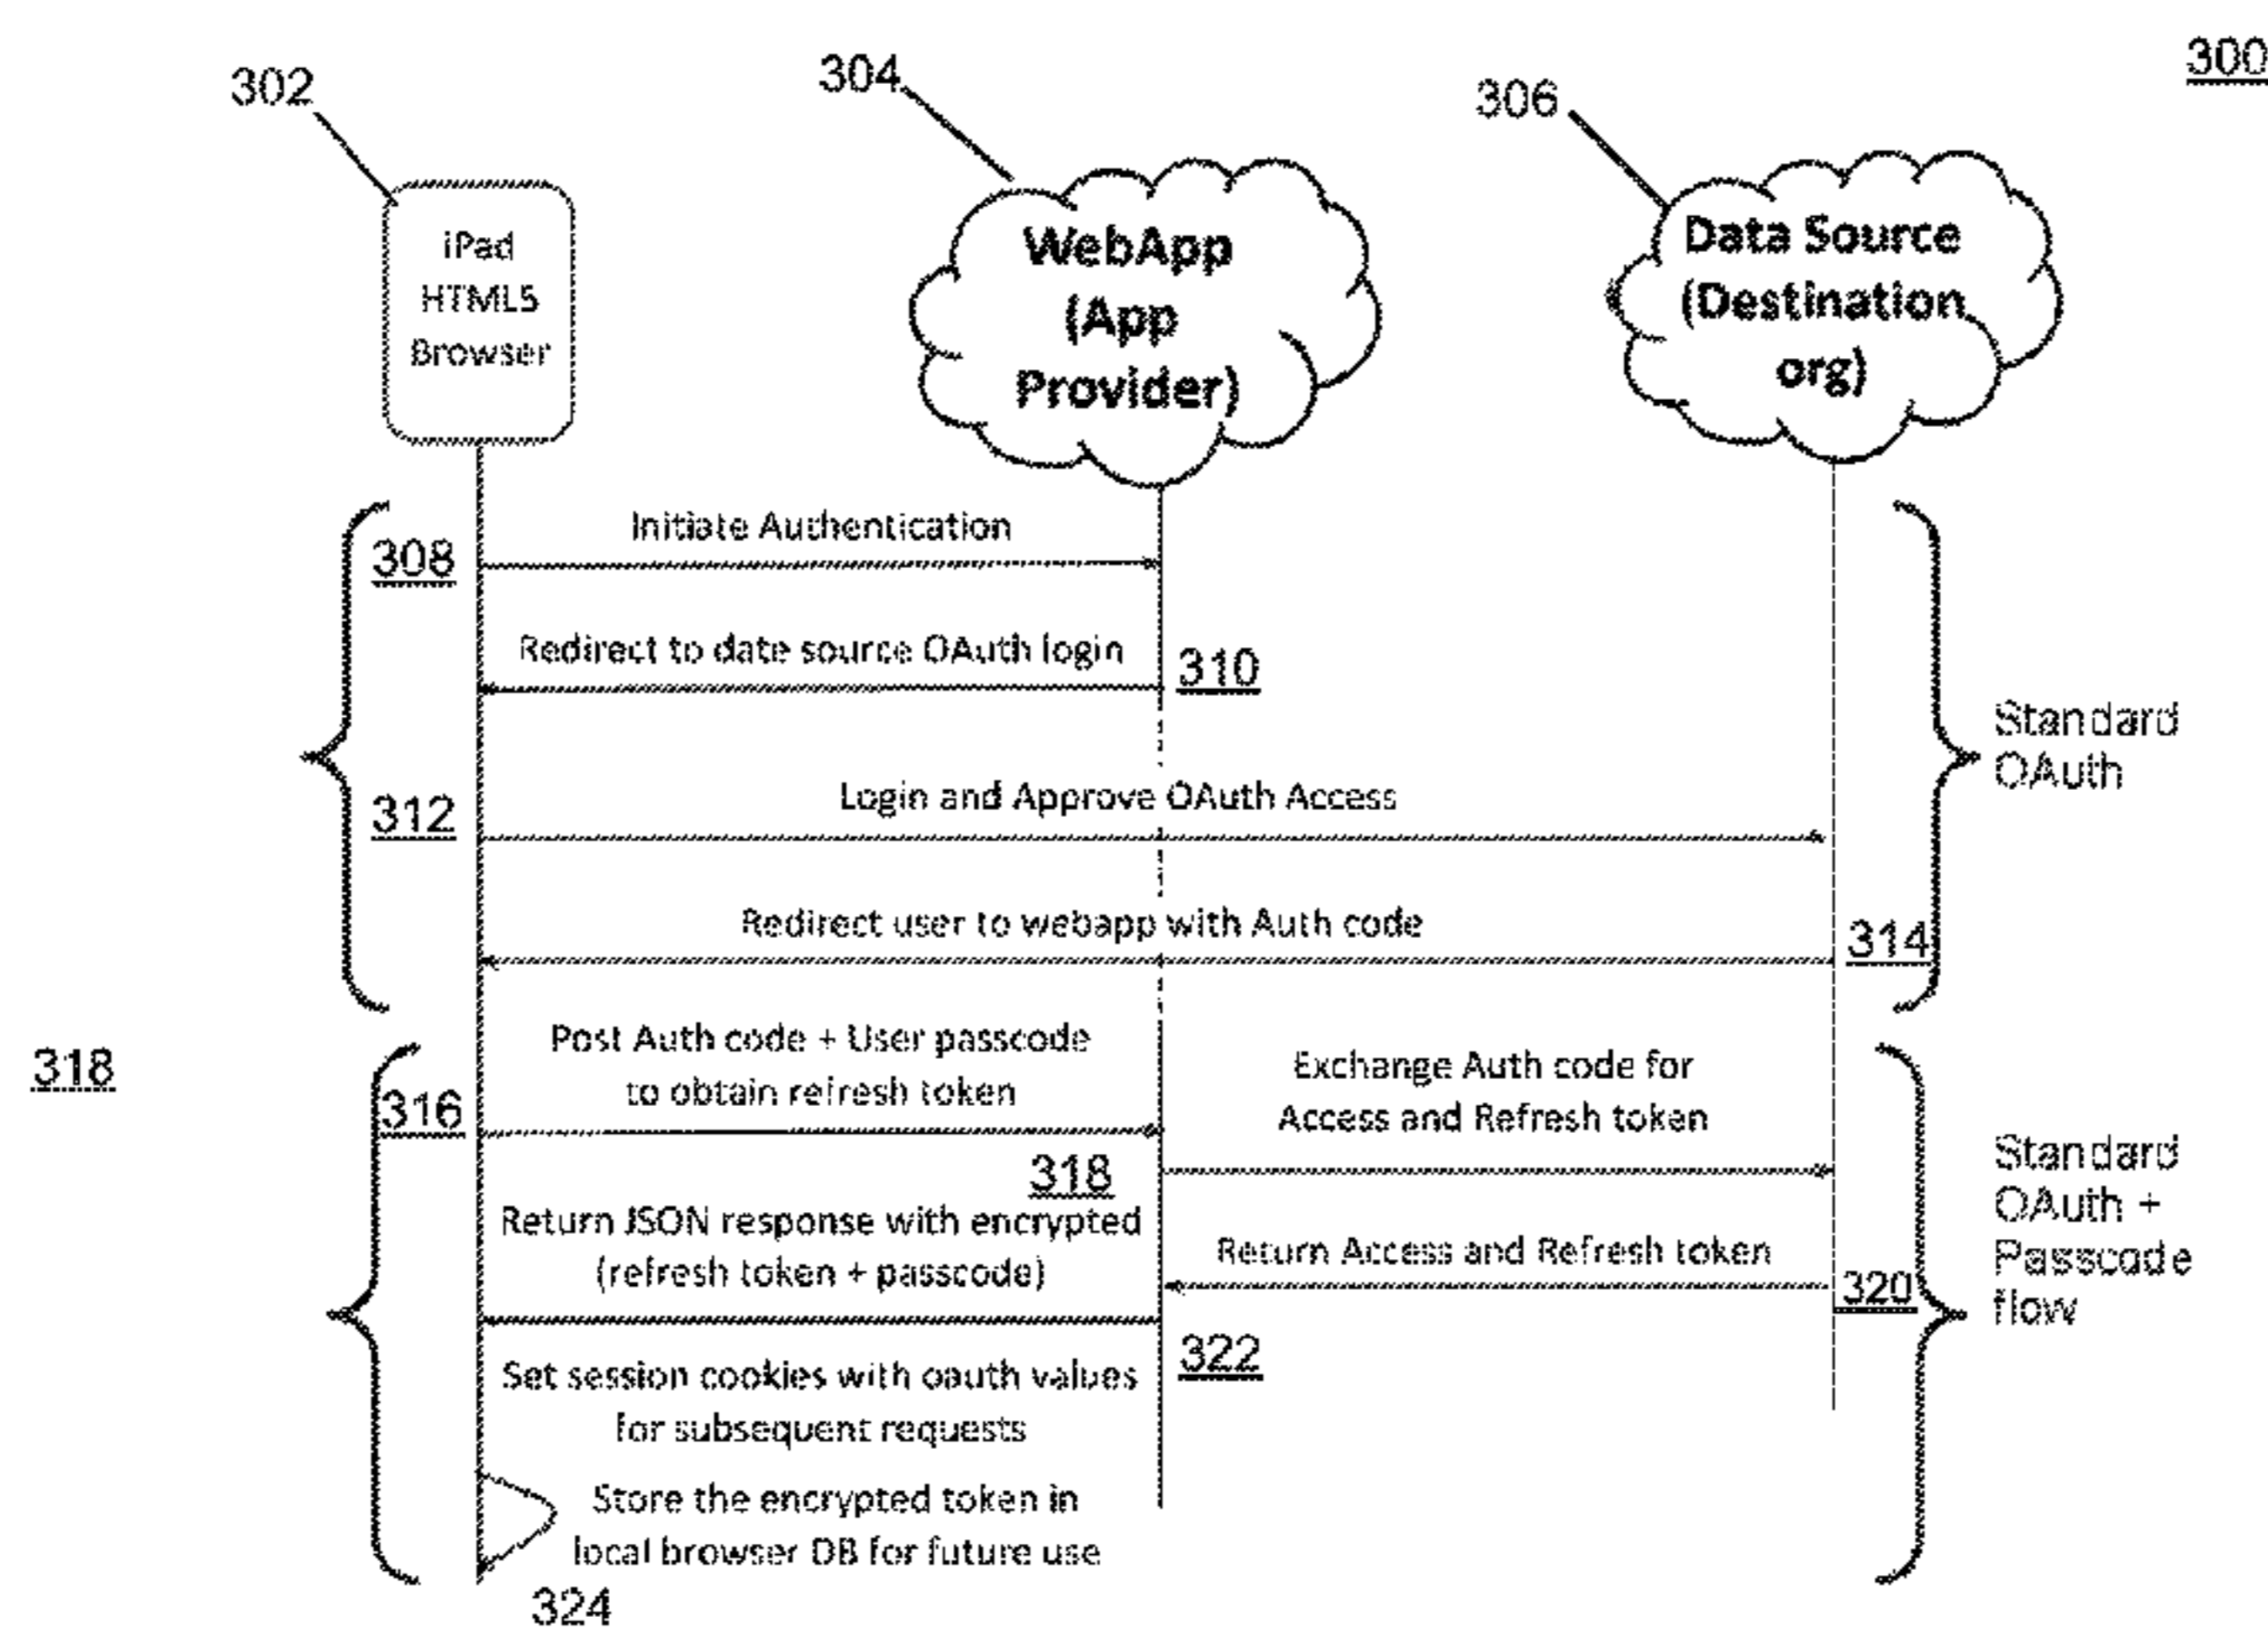 300
302
304
306
iPad
HTML5
Browser
WebApp
(App
Provider)
Data Source
(Destination
org)
Initiate Authentication
308
Redirect to date source OAuth login
310
Standard
OAuth
Login and Approve OAuth Access
312
Redirect user to webapp with Auth code
314
318
Post Auth code + User passcode
to obtain refresh token
316
Exchange Auth code for
Access and Refresh token
318
Standard
OAuth +
Passcode
flow
Return JSON response with encrypted
(refresh token + passcode)
Return Access and Refresh token
320
322
Set session cookies with oauth values
for subsequent requests
Store the encrypted token in
local browser DB for future use
324